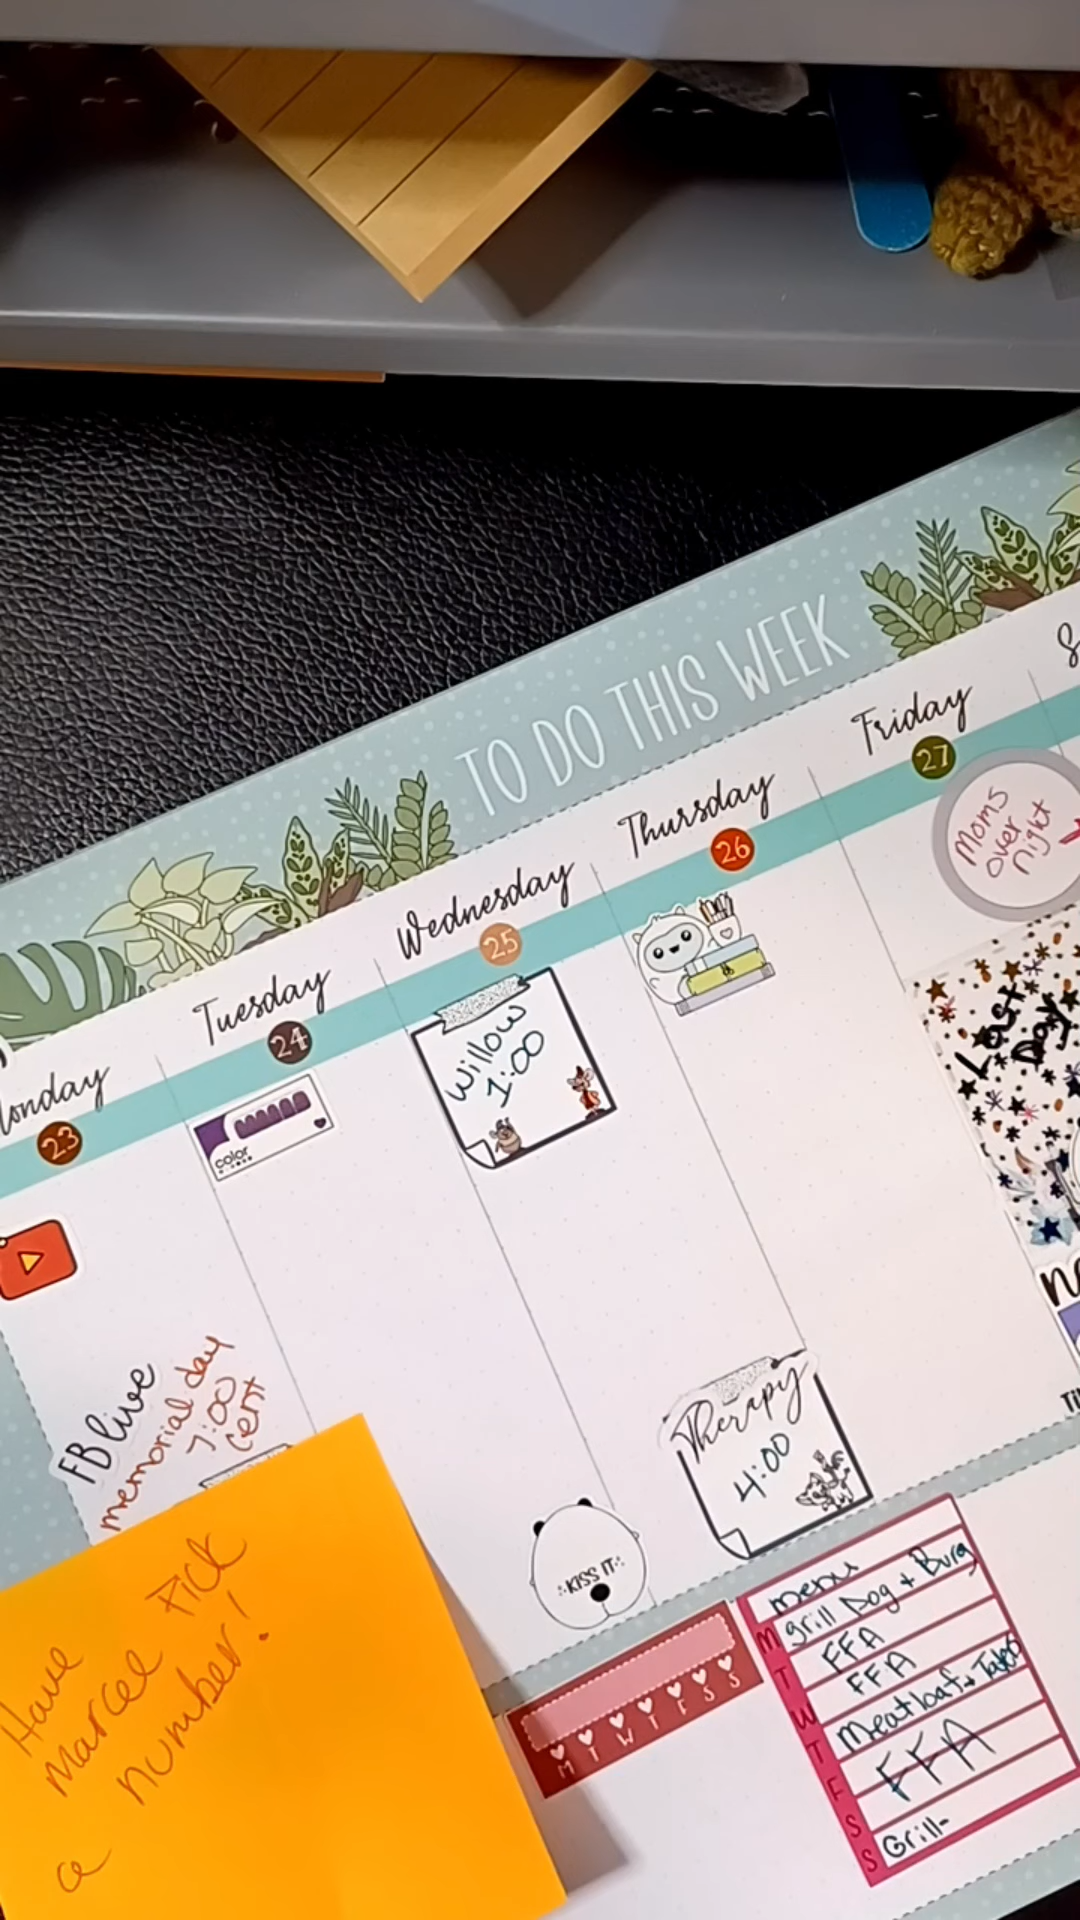 TO DO THIS WEEK
Monday
23
Tuesday
24
Wednesday
25
Thursday
26
Friday
27
FB live
memorial day
7:00
cent
color
Willow
1:00
KISS IT
Therapy
4:00
Moms
over
night
Last
Day
Have
Marcel Pick
a number!
M T W T F S S
menu
M grill Dog + Burg
T FFA
W FFA
T Meatloaf + Tators
F FFA
S
S Grill